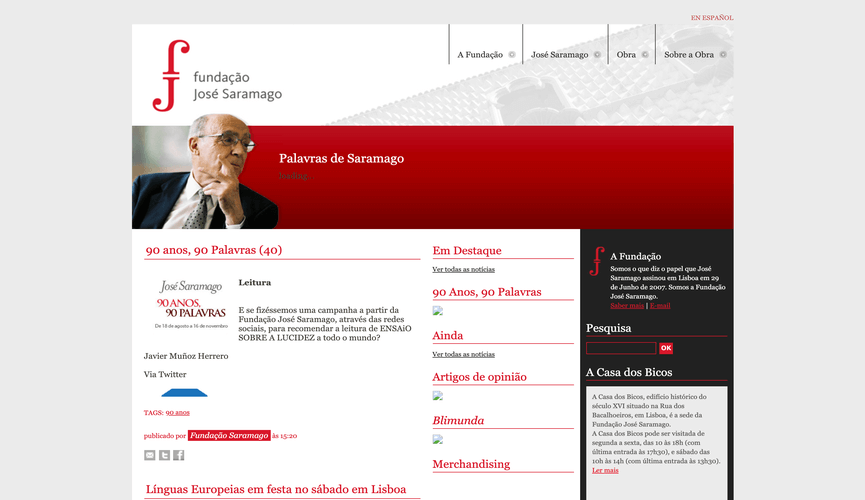 EN ESPAÑOL
fundação
José Saramago
A Fundação
José Saramago
Obra
Sobre a Obra
Palavras de Saramago
90 anos, 90 Palavras (40)
José Saramago
90 ANOS,
90 PALAVRAS
De 18 de agosto a 16 de novembro
Leitura
E se fizéssemos uma campanha a partir da
Fundação José Saramago, através das redes
sociais, para recomendar a leitura de ENSAiO
SOBRE A LUCIDEZ a todo o mundo?
Javier Muñoz Herrero
Via Twitter
TAGS: 90 anos
publicado por Fundação Saramago às 15:20
Línguas Europeias em festa no sábado em Lisboa
Em Destaque
Ver todas as notícias
90 Anos, 90 Palavras
Ainda
Ver todas as notícias
Artigos de opinião
Blimunda
Merchandising
A Fundação
Somos o que diz o papel que José
Saramago assinou em Lisboa em 29
de Junho de 2007. Somos a Fundação
José Saramago.
Saber mais | E-mail
Pesquisa
OK
A Casa dos Bicos
A Casa dos Bicos, edifício histórico do
século XVI situado na Rua dos
Bacalhoeiros, em Lisboa, é a sede da
Fundação José Saramago.
A Casa dos Bicos pode ser visitada de
segunda a sexta, das 10 às 18h (com
última entrada às 17h30), e sábado das
10h às 14h (com última entrada às 13h30).
Ler mais